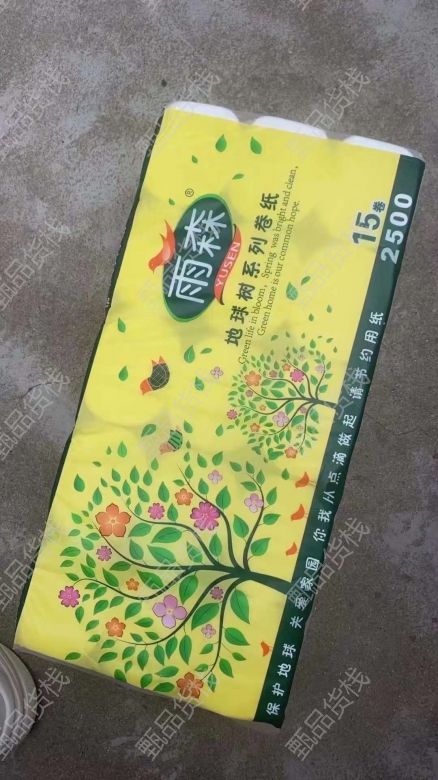 雨森®
YUSEN
地球树系列卷纸
Green life in bloom, Spring was bright and clean,
Green home is our common hope.
15卷
2500
保护地球 关爱家园 你我从点滴做起 请节约用纸
甄品货栈